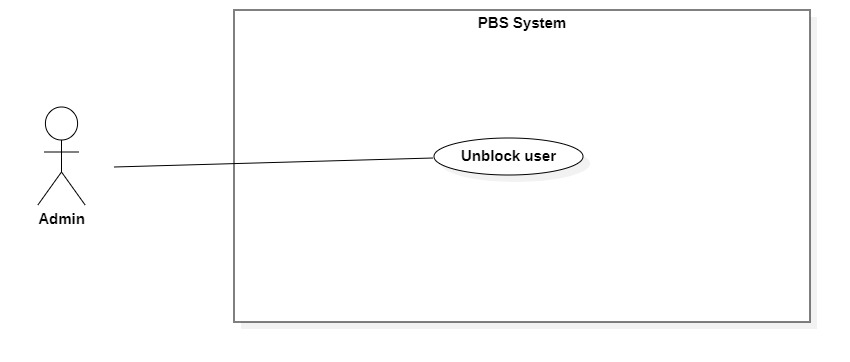 PBS System
Unblock user
Admin